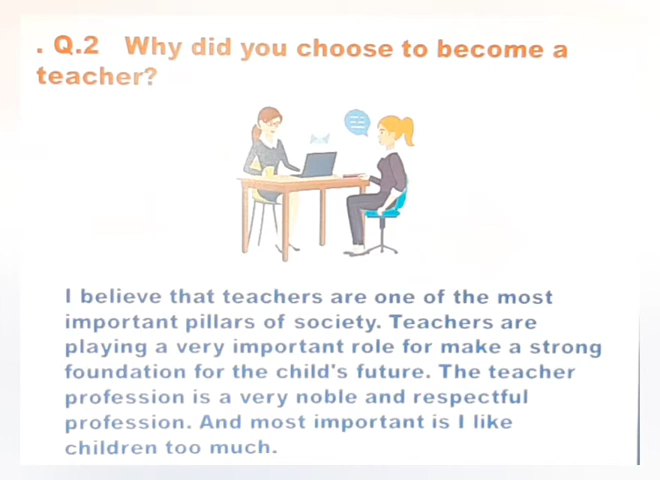 . Q.2 Why did you choose to become a
teacher?
I believe that teachers are one of the most
important pillars of society. Teachers are
playing a very important role for make a strong
foundation for the child's future. The teacher
profession is a very noble and respectful
profession. And most important is I like
children too much.